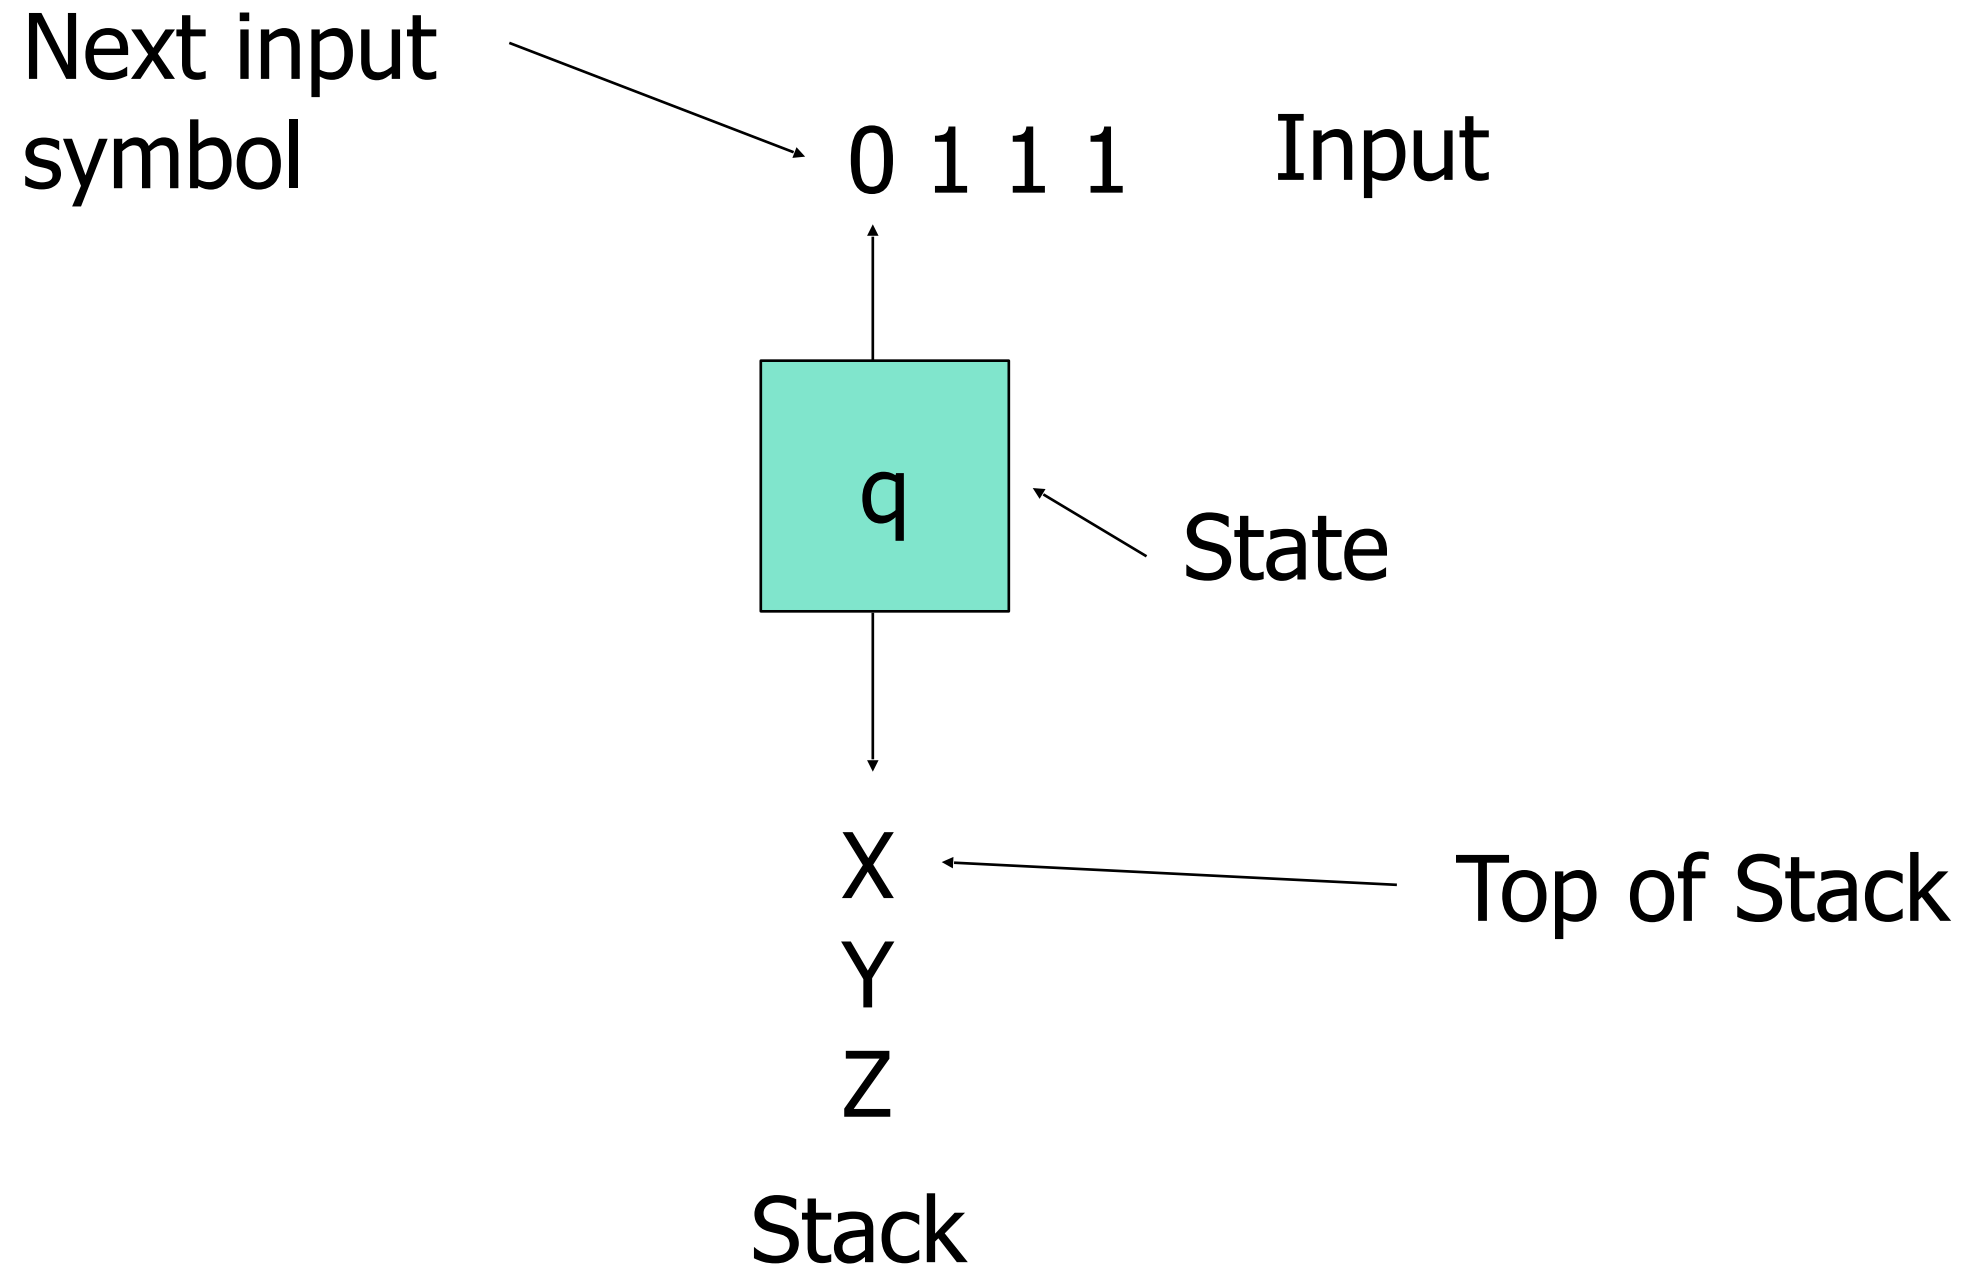 Next input
symbol
0 1 1 1
Input
q
State
X
Top of Stack
Y
Z
Stack